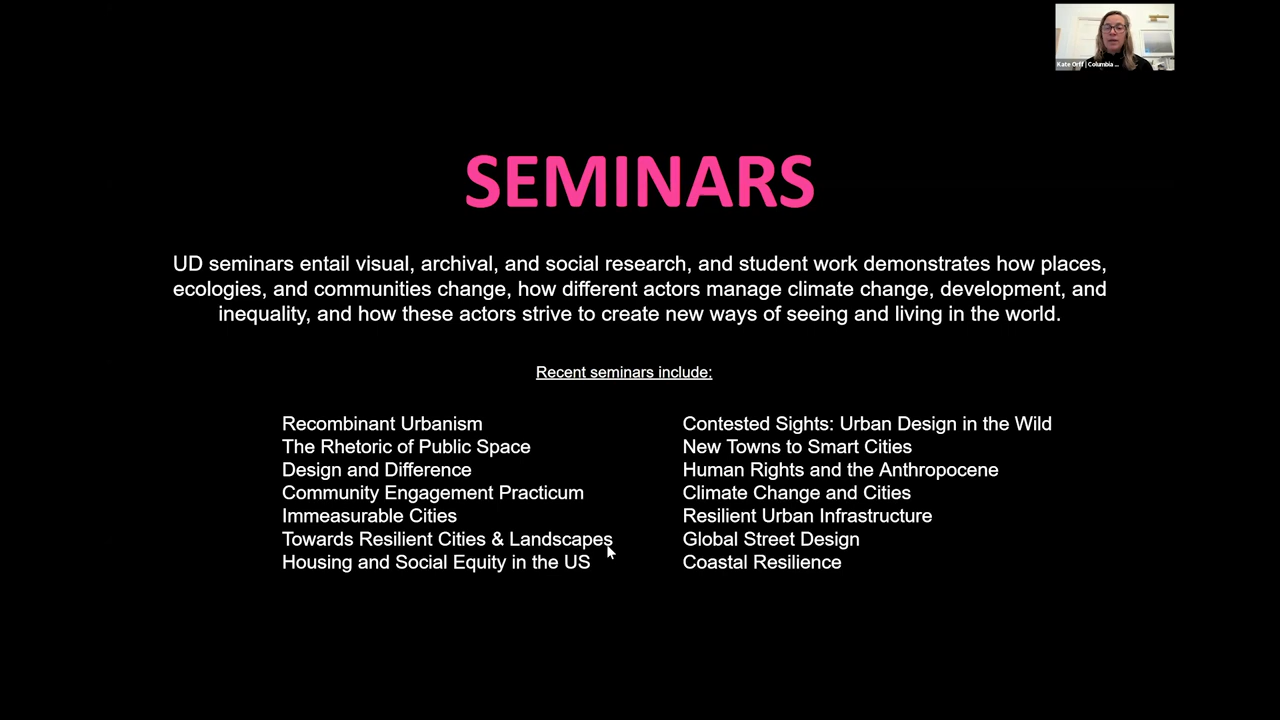 Kate Orff | Columbia ...
SEMINARS
UD seminars entail visual, archival, and social research, and student work demonstrates how places,
ecologies, and communities change, how different actors manage climate change, development, and
inequality, and how these actors strive to create new ways of seeing and living in the world.
Recent seminars include:
Recombinant Urbanism
The Rhetoric of Public Space
Design and Difference
Community Engagement Practicum
Immeasurable Cities
Towards Resilient Cities & Landscapes
Housing and Social Equity in the US
Contested Sights: Urban Design in the Wild
New Towns to Smart Cities
Human Rights and the Anthropocene
Climate Change and Cities
Resilient Urban Infrastructure
Global Street Design
Coastal Resilience